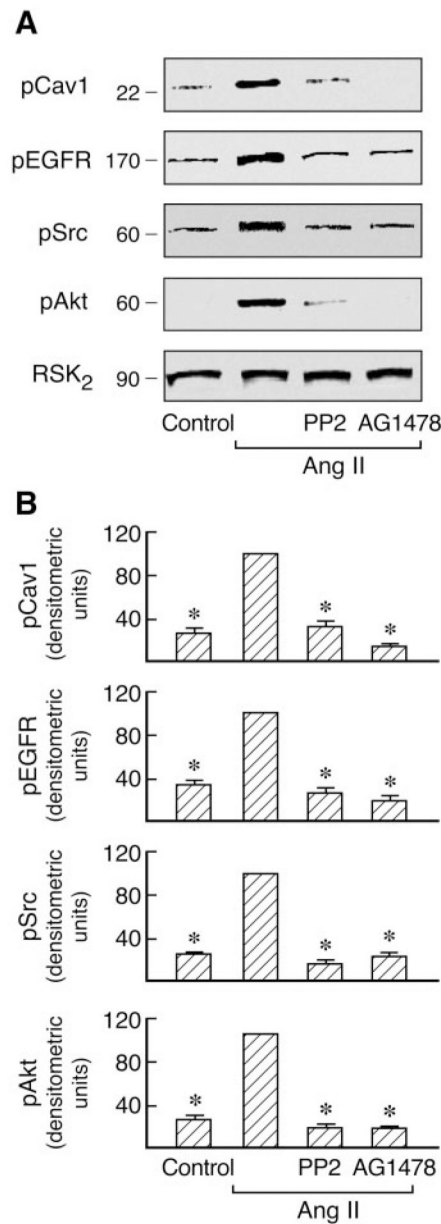 A
pCav1 22 –
pEGFR 170 –
pSrc 60 –
pAkt 60 –
RSK2 90 –
Control PP2 AG1478
Ang II
B
pCav1
(densitometric
units)
120
80
40
* * *
pEGFR
(densitometric
units)
120
80
40
* * *
pSrc
(densitometric
units)
120
80
40
* * *
pAkt
(densitometric
units)
120
80
40
* * *
Control PP2 AG1478
Ang II